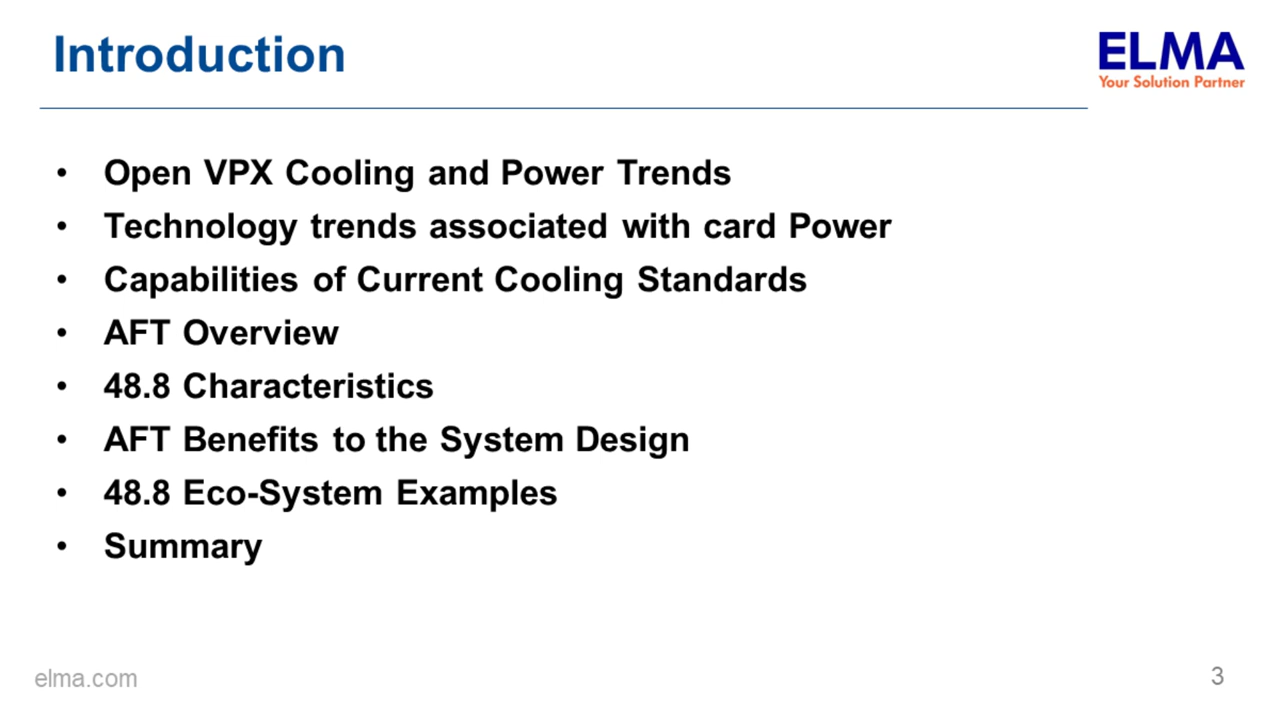 Introduction
ELMA
Your Solution Partner
• Open VPX Cooling and Power Trends
• Technology trends associated with card Power
• Capabilities of Current Cooling Standards
• AFT Overview
• 48.8 Characteristics
• AFT Benefits to the System Design
• 48.8 Eco-System Examples
• Summary
elma.com
3